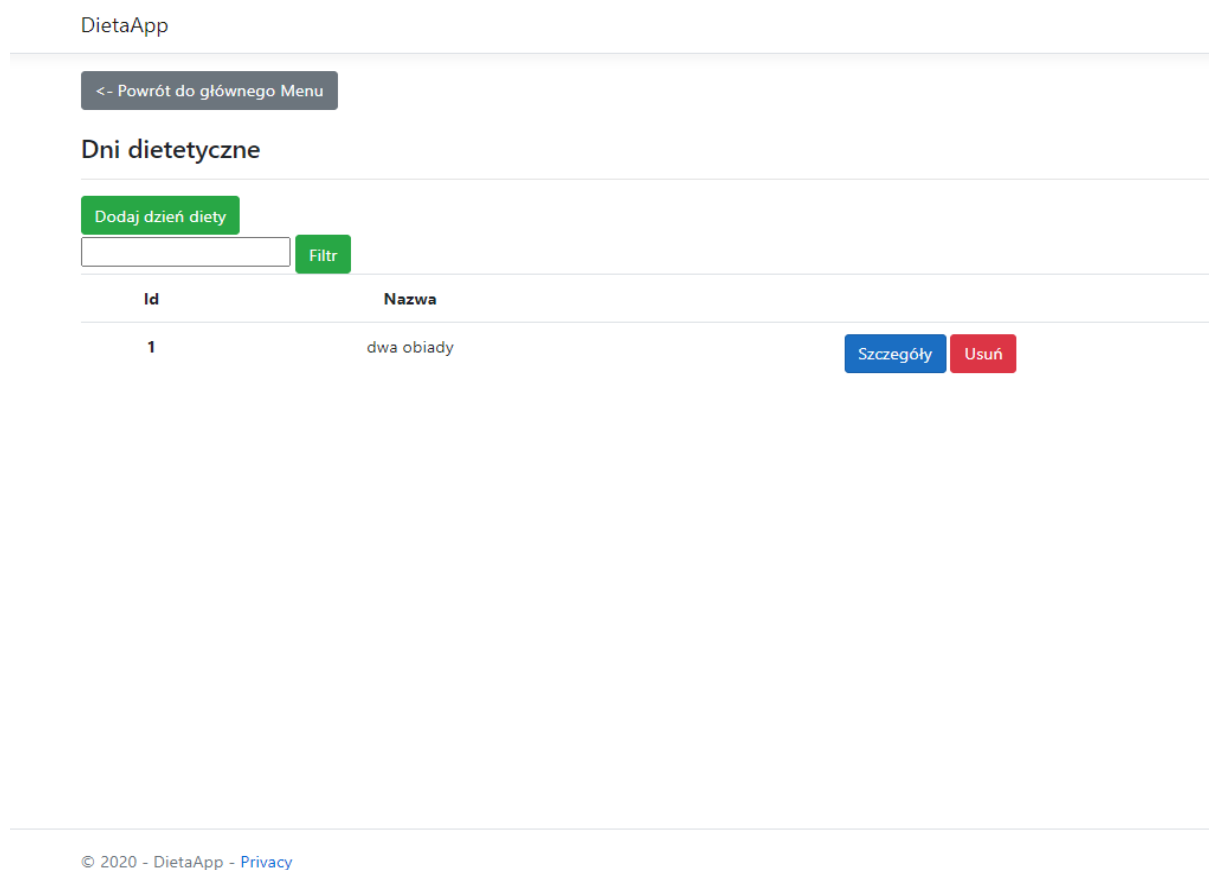 DietaApp
<- Powrót do głównego Menu
Dni dietetyczne
Dodaj dzień diety
Filtr
Id Nazwa
1 dwa obiady Szczegóły Usuń
© 2020 - DietaApp - Privacy